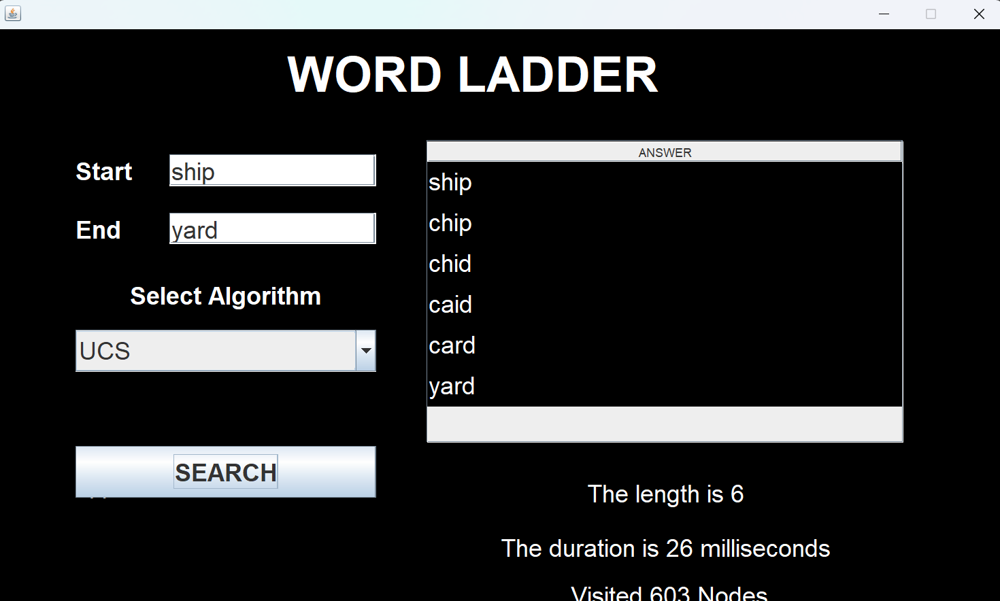 WORD LADDER
Start
ship
End
yard
Select Algorithm
UCS
SEARCH
ANSWER
ship
chip
chid
caid
card
yard
The length is 6
The duration is 26 milliseconds
Visited 603 Nodes